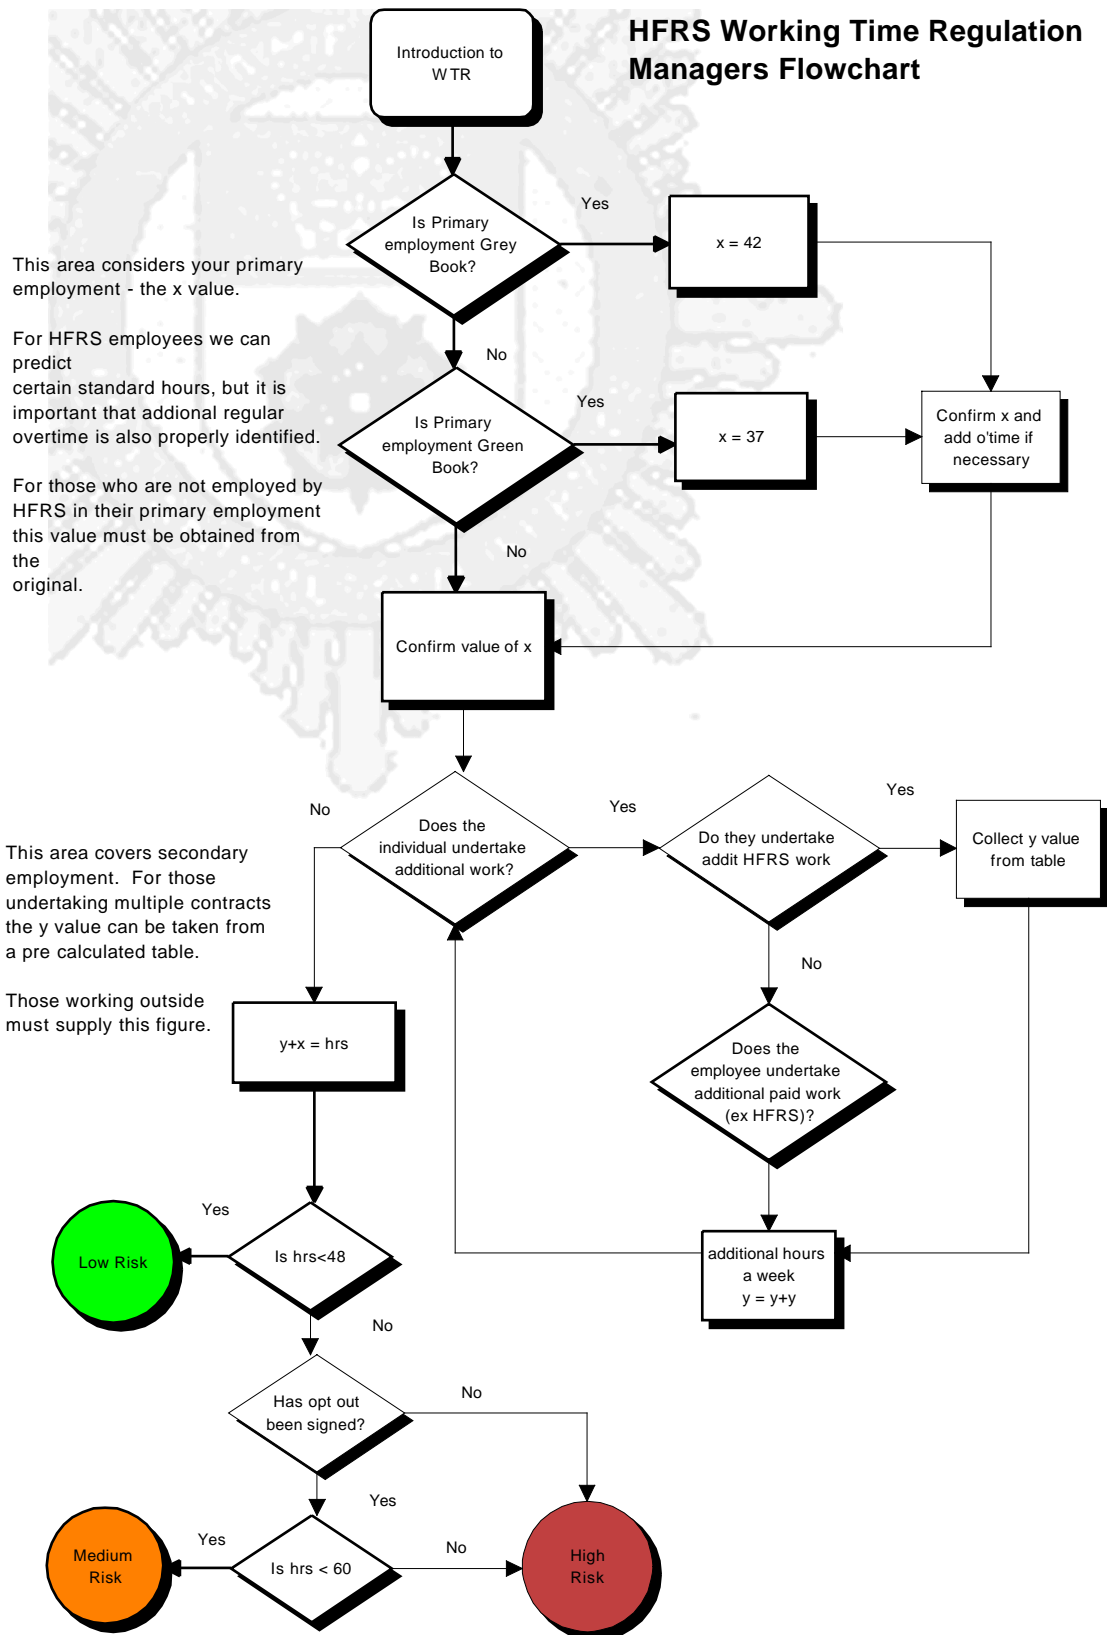 HFRS Working Time Regulation
Managers Flowchart
Introduction to
WTR
Is Primary
employment Grey
Book?
Yes
x = 42
This area considers your primary
employment - the x value.
For HFRS employees we can
predict
certain standard hours, but it is
important that addional regular
overtime is also properly identified.
For those who are not employed by
HFRS in their primary employment
this value must be obtained from
the
original.
No
Is Primary
employment Green
Book?
Yes
x = 37
Confirm x and
add o'time if
necessary
No
Confirm value of x
No
Does the
individual undertake
additional work?
Yes
Do they undertake
addit HFRS work
Yes
Collect y value
from table
This area covers secondary
employment. For those
undertaking multiple contracts
the y value can be taken from
a pre calculated table.
Those working outside
must supply this figure.
No
y+x = hrs
Does the
employee undertake
additional paid work
(ex HFRS)?
Yes
Low Risk
Is hrs<48
additional hours
a week
y = y+y
No
Has opt out
been signed?
No
Yes
Yes
Medium
Risk
Is hrs < 60
No
High
Risk